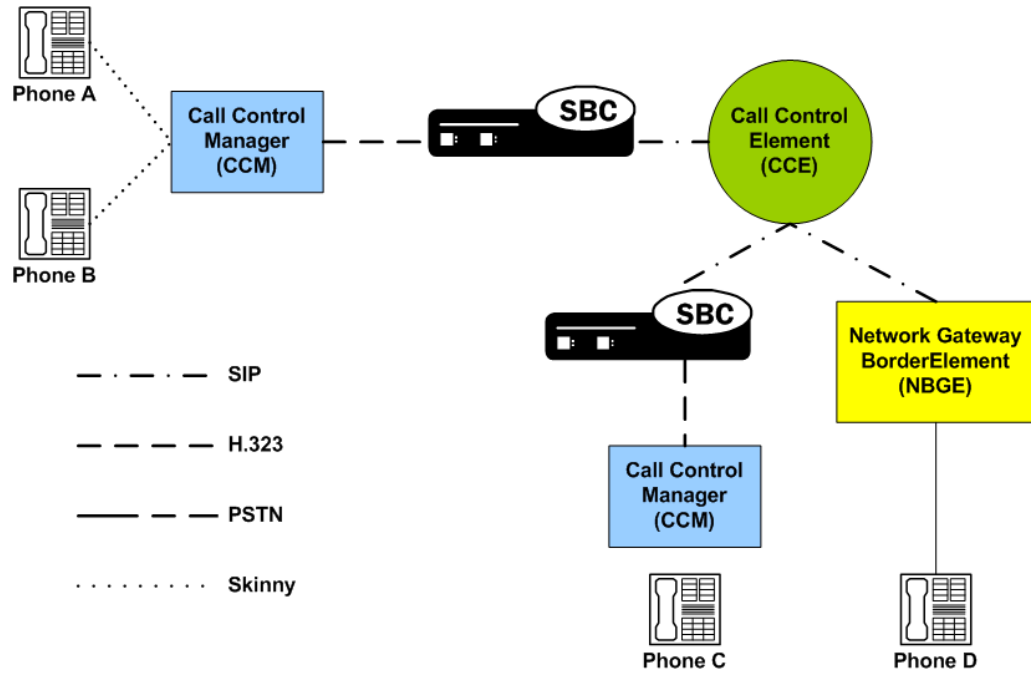 Phone A
Phone B
Call Control
Manager
(CCM)
SBC
Call Control
Element
(CCE)
SBC
Network Gateway
BorderElement
(NBGE)
Call Control
Manager
(CCM)
Phone C
Phone D
SIP
H.323
PSTN
Skinny